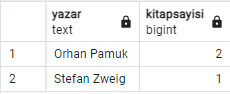 yazar kitapsayisi
text bigint
1 Orhan Pamuk 2
2 Stefan Zweig 1